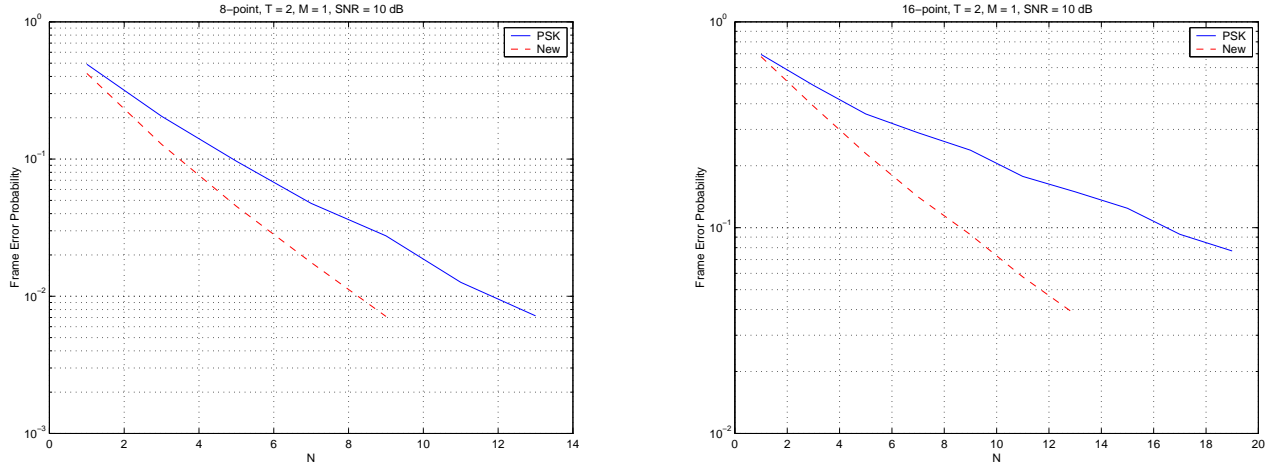 8−point, T = 2, M = 1, SNR = 10 dB
PSK
New
10^0
10^−1
10^−2
10^−3
Frame Error Probability
0 2 4 6 8 10 12 14
N
16−point, T = 2, M = 1, SNR = 10 dB
PSK
New
10^0
10^−1
10^−2
Frame Error Probability
0 2 4 6 8 10 12 14 16 18 20
N